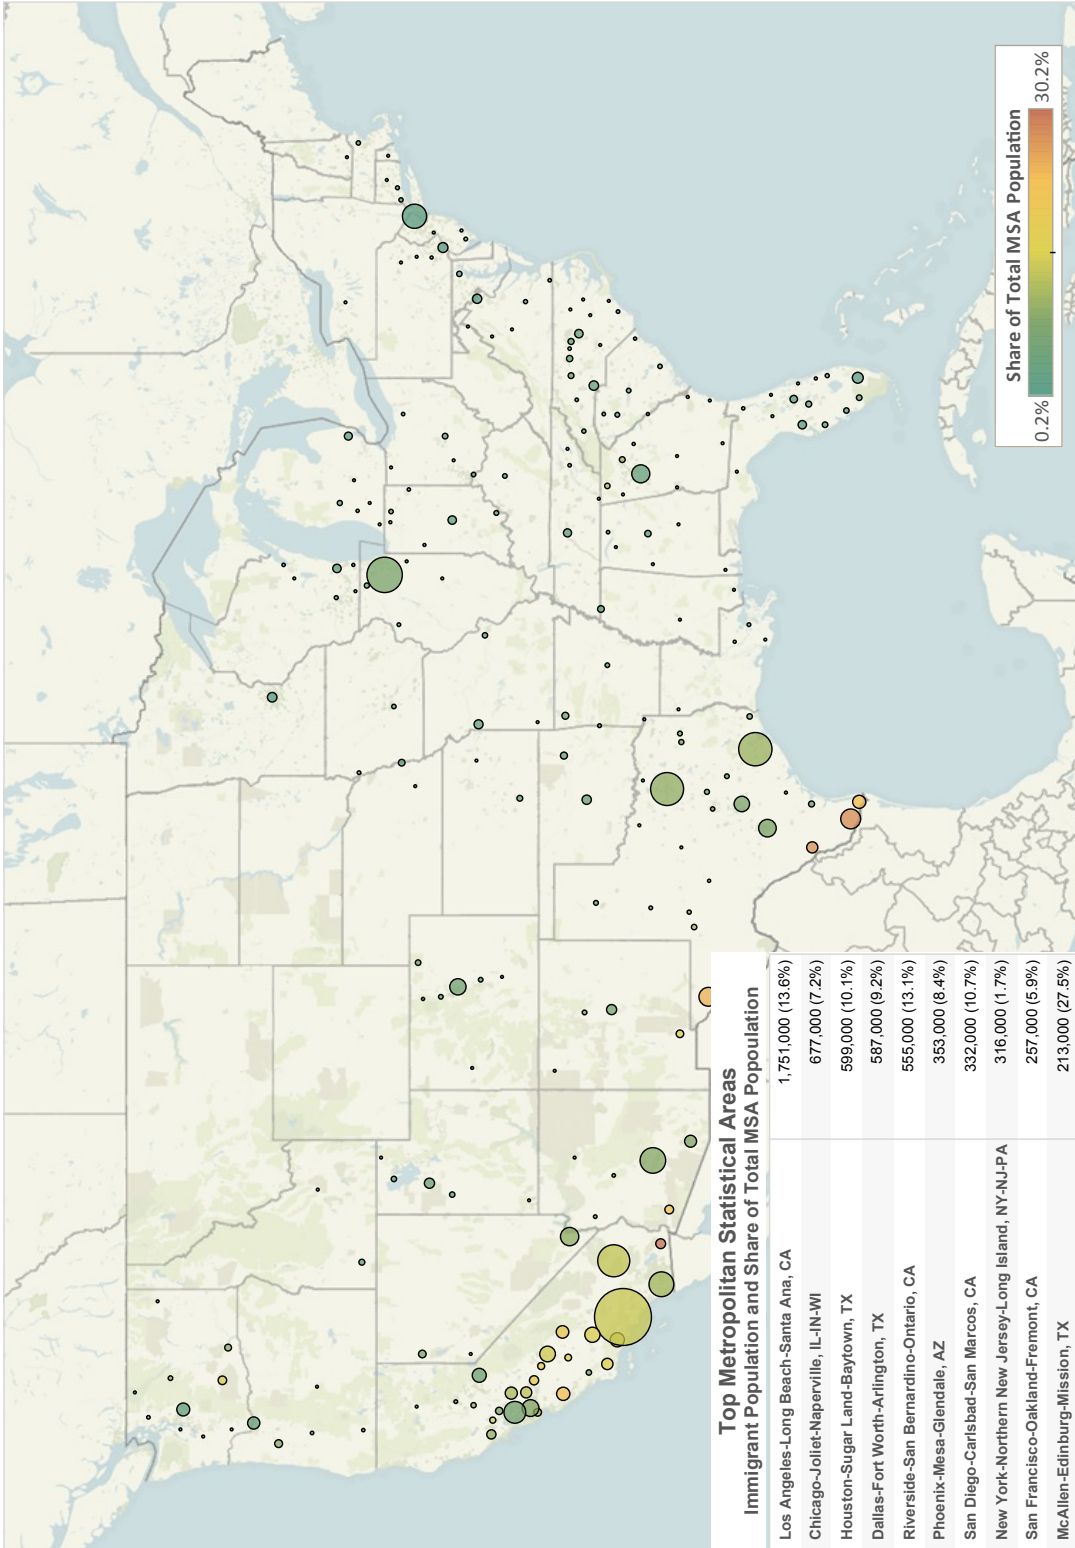 Top Metropolitan Statistical Areas
Immigrant Population and Share of Total MSA Popoulation
Los Angeles-Long Beach-Santa Ana, CA 1,751,000 (13.6%)
Chicago-Joliet-Naperville, IL-IN-WI 677,000 (7.2%)
Houston-Sugar Land-Baytown, TX 599,000 (10.1%)
Dallas-Fort Worth-Arlington, TX 587,000 (9.2%)
Riverside-San Bernardino-Ontario, CA 555,000 (13.1%)
Phoenix-Mesa-Glendale, AZ 353,000 (8.4%)
San Diego-Carlsbad-San Marcos, CA 332,000 (10.7%)
New York-Northern New Jersey-Long Island, NY-NJ-PA 316,000 (1.7%)
San Francisco-Oakland-Fremont, CA 257,000 (5.9%)
McAllen-Edinburg-Mission, TX 213,000 (27.5%)
Share of Total MSA Population
0.2% 30.2%